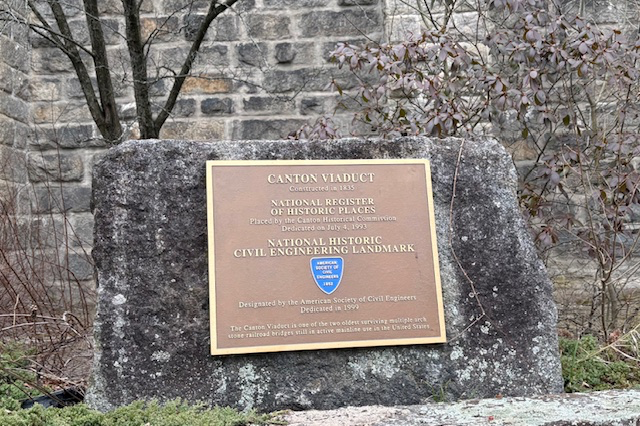 CANTON VIADUCT
Constructed in 1835
NATIONAL REGISTER
OF HISTORIC PLACES
Placed by the Canton Historical Commission
Dedicated on July 4, 1993
NATIONAL HISTORIC
CIVIL ENGINEERING LANDMARK
AMERICAN
SOCIETY OF
CIVIL
ENGINEERS
1852
Designated by the American Society of Civil Engineers
Dedicated in 1999
The Canton Viaduct is one of the two oldest surviving multiple arch
stone railroad bridges still in active mainline use in the United States